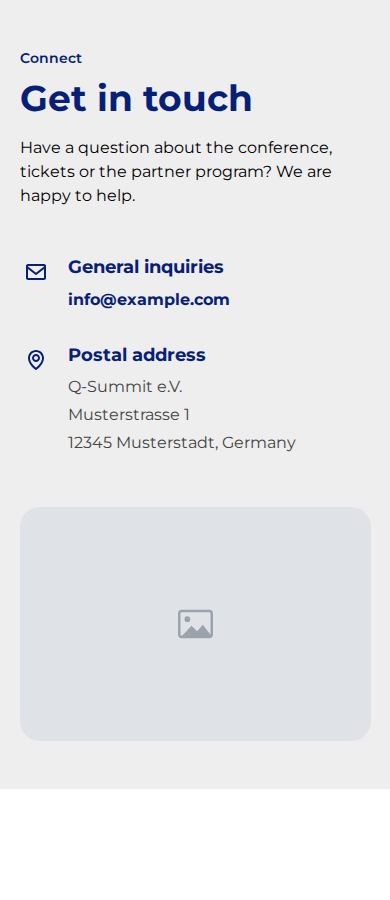 Connect
Get in touch
Have a question about the conference,
tickets or the partner program? We are
happy to help.
General inquiries
info@example.com
Postal address
Q-Summit e.V.
Musterstrasse 1
12345 Musterstadt, Germany